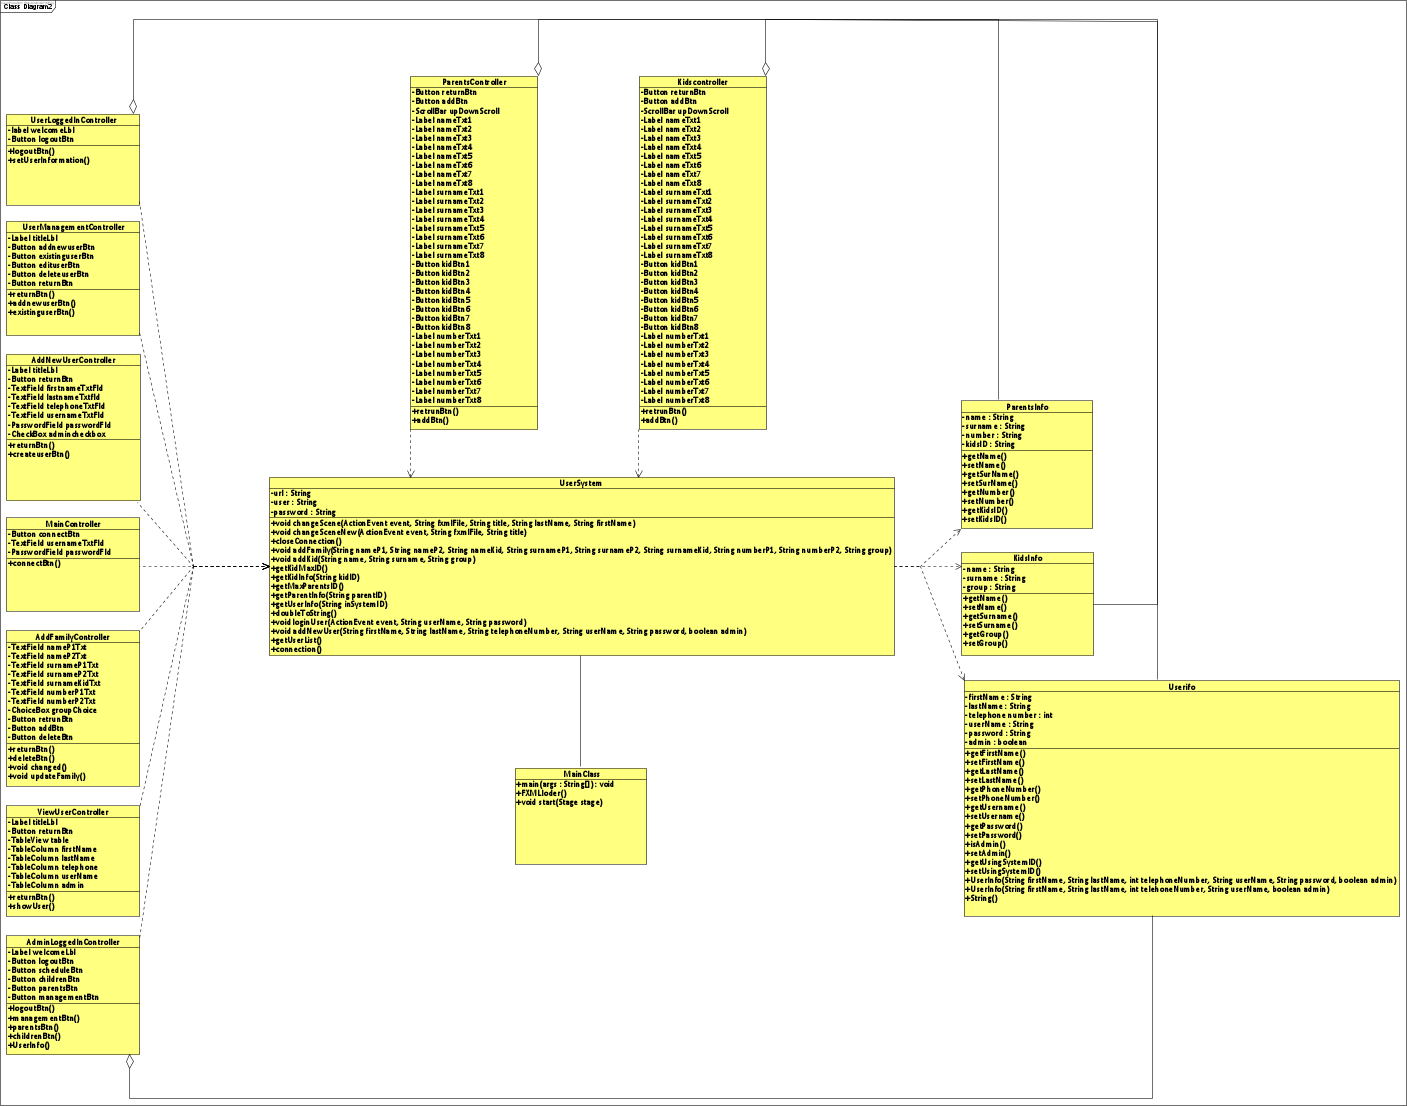 Class Diagram2
UserLoggedInController
-label welcomeLbl
-Button logoutBtn
+logoutBtn()
+setUserInformation()
UserManagementController
-Label titleLbl
-Button addnewuserBtn
-Button existinguserBtn
-Button edituserBtn
-Button deleteuserBtn
-Button returnBtn
+returnBtn()
+addnewuserBtn()
+existinguserBtn()
AddNewUserController
-Label titleLbl
-Button returnBtn
-TextField firstnameTxtFld
-TextField lastnameTxtfld
-TextField telephoneTxtFld
-TextField usernameTxtFld
-PasswordField passwordFld
-CheckBox admincheckbox
+returnBtn()
+createuserBtn()
MainController
-Button connectBtn
-TextField usernameTxtFld
-PasswordField passwordFld
+connectBtn()
AddFamilyController
-TextField nameP1Txt
-TextField nameP2Txt
-TextField surnameP1Txt
-TextField surnameP2Txt
-TextField surnameKidTxt
-TextField numberP1Txt
-TextField numberP2Txt
-ChoiceBox groupChoice
-Button retrunBtn
-Button addBtn
-Button deleteBtn
+returnBtn()
+deleteBtn()
+void changed()
+void updateFamily()
ViewUserController
-Label titleLbl
-Button returnBtn
-TableView table
-TableColumn firstName
-TableColumn lastName
-TableColumn telephone
-TableColumn userName
-TableColumn admin
+returnBtn()
+showUser()
AdminLoggedInController
-Label welcomeLbl
-Button logoutBtn
-Button scheduleBtn
-Button childrenBtn
-Button parentsBtn
-Button managementBtn
+logoutBtn()
+managementBtn()
+parentsBtn()
+childrenBtn()
+UserInfo()
ParentsController
-Button returnBtn
-Button addBtn
-ScrollBar upDownScroll
-Label nameTxt1
-Label nameTxt2
-Label nameTxt3
-Label nameTxt4
-Label nameTxt5
-Label nameTxt6
-Label nameTxt7
-Label nameTxt8
-Label surnameTxt1
-Label surnameTxt2
-Label surnameTxt3
-Label surnameTxt4
-Label surnameTxt5
-Label surnameTxt6
-Label surnameTxt7
-Label surnameTxt8
-Button kidBtn1
-Button kidBtn2
-Button kidBtn3
-Button kidBtn4
-Button kidBtn5
-Button kidBtn6
-Button kidBtn7
-Button kidBtn8
-Label numberTxt1
-Label numberTxt2
-Label numberTxt3
-Label numberTxt4
-Label numberTxt5
-Label numberTxt6
-Label numberTxt7
-Label numberTxt8
+retrunBtn()
+addBtn()
Kidscontroller
-Button returnBtn
-Button addBtn
-ScrollBar upDownScroll
-Label nameTxt1
-Label nameTxt2
-Label nameTxt3
-Label nameTxt4
-Label nameTxt5
-Label nameTxt6
-Label nameTxt7
-Label nameTxt8
-Label surnameTxt1
-Label surnameTxt2
-Label surnameTxt3
-Label surnameTxt4
-Label surnameTxt5
-Label surnameTxt6
-Label surnameTxt7
-Label surnameTxt8
-Button kidBtn1
-Button kidBtn2
-Button kidBtn3
-Button kidBtn4
-Button kidBtn5
-Button kidBtn6
-Button kidBtn7
-Button kidBtn8
-Label numberTxt1
-Label numberTxt2
-Label numberTxt3
-Label numberTxt4
-Label numberTxt5
-Label numberTxt6
-Label numberTxt7
-Label numberTxt8
+retrunBtn()
+addBtn()
UserSystem
-url : String
-user : String
-password : String
+void changeScene(ActionEvent event, String fxmlFile, String title, String lastName, String firstName)
+void changeSceneNew(ActionEvent event, String fxmlFile, String title)
+closeConnection()
+void addFamily(String nameP1, String nameP2, String nameKid, String surnameP1, String surnameP2, String surnameKid, String numberP1, String numberP2, String group)
+void addKid(String name, String surname, String group)
+getKidMaxID()
+getKidInfo(String kidID)
+getMaxParentsID()
+getParentInfo(String parentID)
+getUserInfo(String inSystemID)
+doubleToString()
+void loginUser(ActionEvent event, String userName, String password)
+void addNewUser(String firstName, String lastName, String telephoneNumber, String userName, String password, boolean admin)
+getUserList()
+connection()
MainClass
+main(args : String[]) : void
+FXMLloder()
+void start(Stage stage)
ParentsInfo
-name : String
-surname : String
-number : String
-kidsID : String
+getName()
+setName()
+getSurName()
+setSurName()
+getNumber()
+setNumber()
+getKidsID()
+setKidsID()
KidsInfo
-name : String
-surname : String
-group : String
+getName()
+setName()
+getSurname()
+setSurname()
+getGroup()
+setGroup()
Userifo
-firstName : String
-lastName : String
-telephone number : int
-userName : String
-password : String
-admin : boolean
+getFirstName()
+setFirstName()
+getLastName()
+setLastName()
+getPhoneNumber()
+setPhoneNumber()
+getUsername()
+setUsername()
+getPassword()
+setPassword()
+isAdmin()
+setAdmin()
+getUsingSystemID()
+setUsingSystemID()
+UserInfo(String firstName, String lastName, int telephoneNumber, String userName, String password, boolean admin)
+UserInfo(String firstName, String lastName, int telehoneNumber, String userName, boolean admin)
+String()